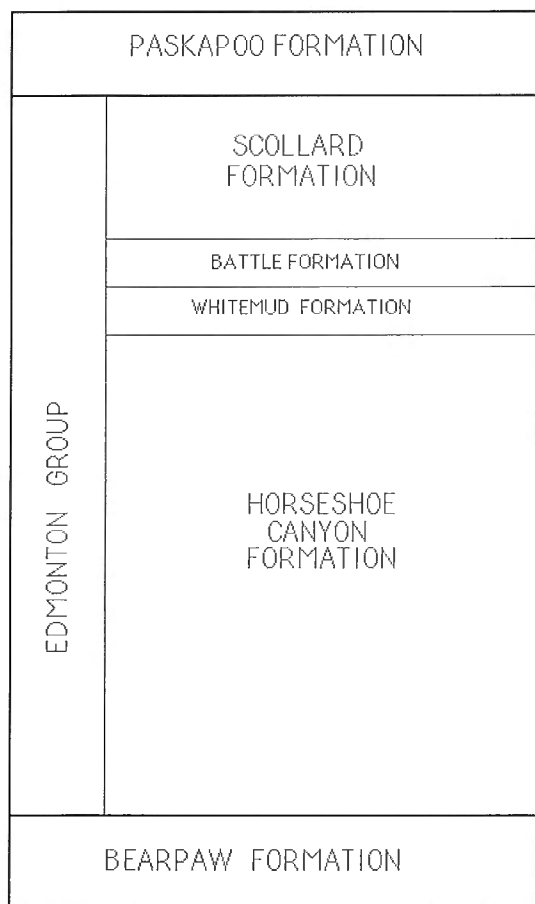 PASKAPOO FORMATION
SCOLLARD
FORMATION
BATTLE FORMATION
WHITEMUD FORMATION
EDMONTON GROUP
HORSESHOE
CANYON
FORMATION
BEARPAW FORMATION